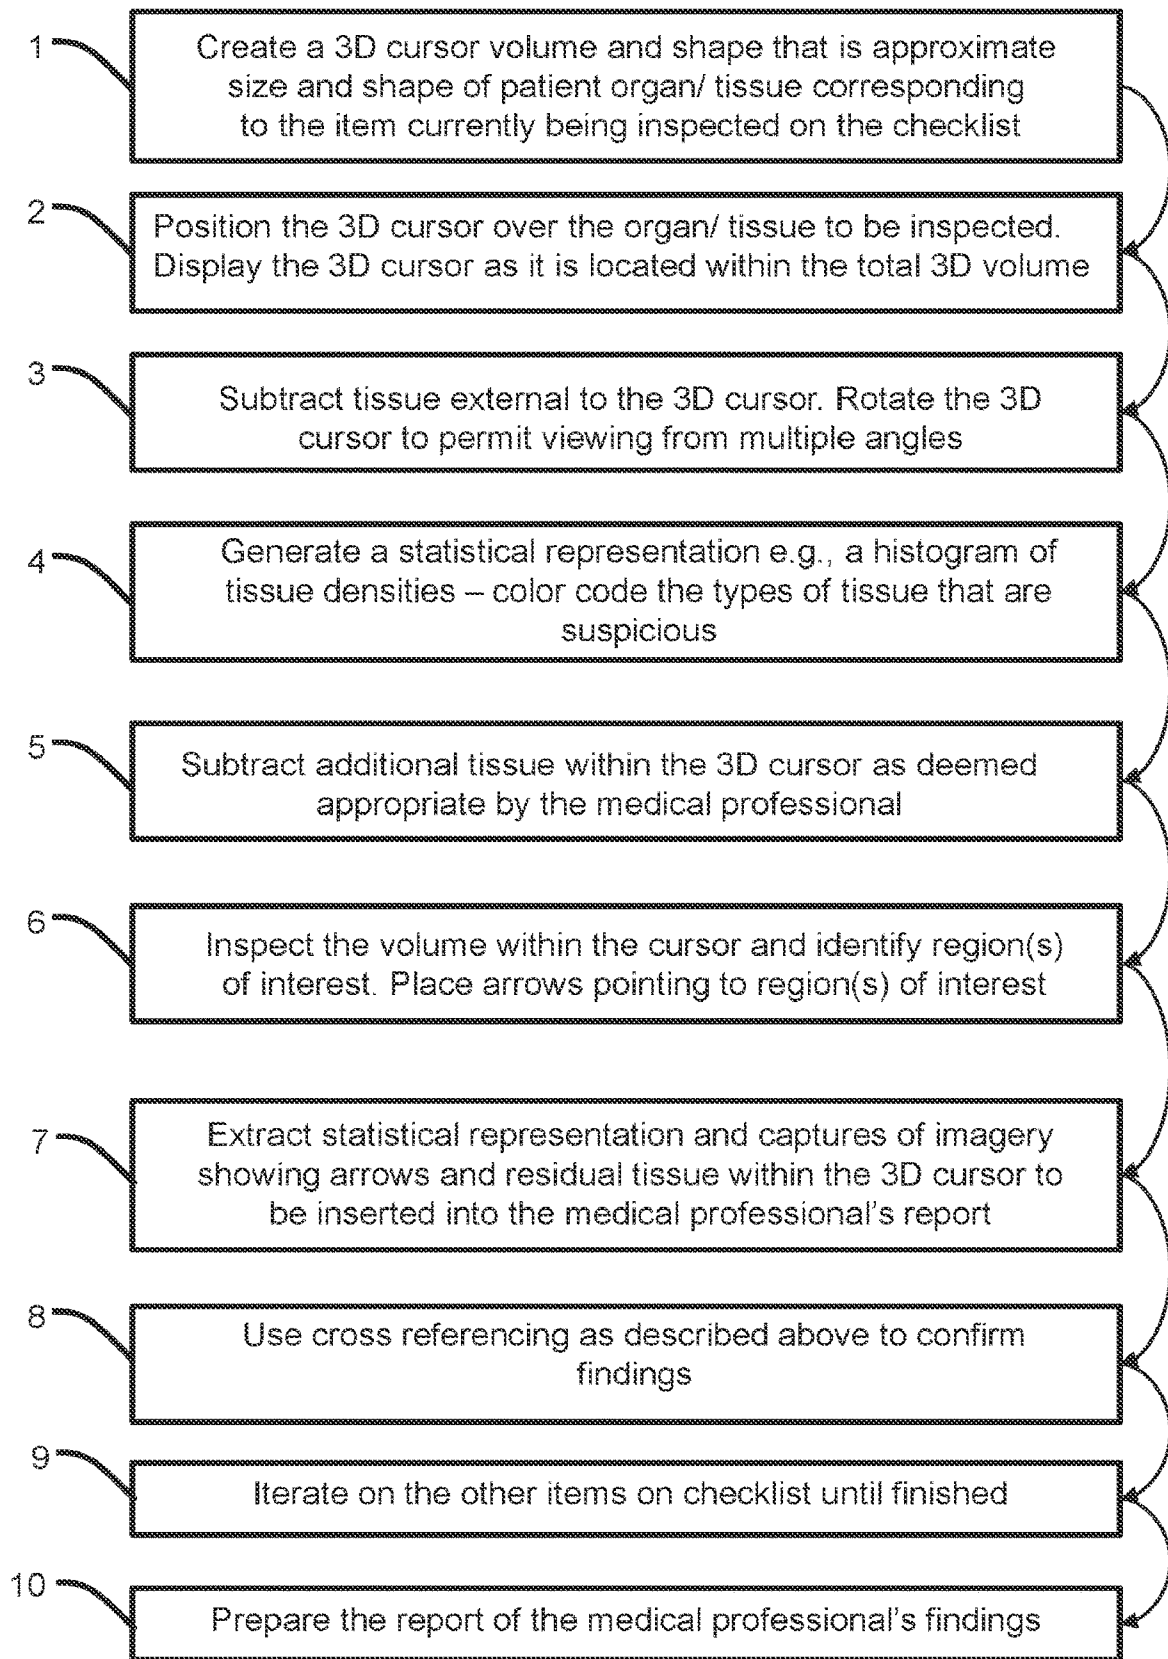 1
Create a 3D cursor volume and shape that is approximate
size and shape of patient organ/ tissue corresponding
to the item currently being inspected on the checklist
2
Position the 3D cursor over the organ/ tissue to be inspected.
Display the 3D cursor as it is located within the total 3D volume
3
Subtract tissue external to the 3D cursor. Rotate the 3D
cursor to permit viewing from multiple angles
4
Generate a statistical representation e.g., a histogram of
tissue densities – color code the types of tissue that are
suspicious
5
Subtract additional tissue within the 3D cursor as deemed
appropriate by the medical professional
6
Inspect the volume within the cursor and identify region(s)
of interest. Place arrows pointing to region(s) of interest
7
Extract statistical representation and captures of imagery
showing arrows and residual tissue within the 3D cursor to
be inserted into the medical professional's report
8
Use cross referencing as described above to confirm
findings
9
Iterate on the other items on checklist until finished
10
Prepare the report of the medical professional's findings